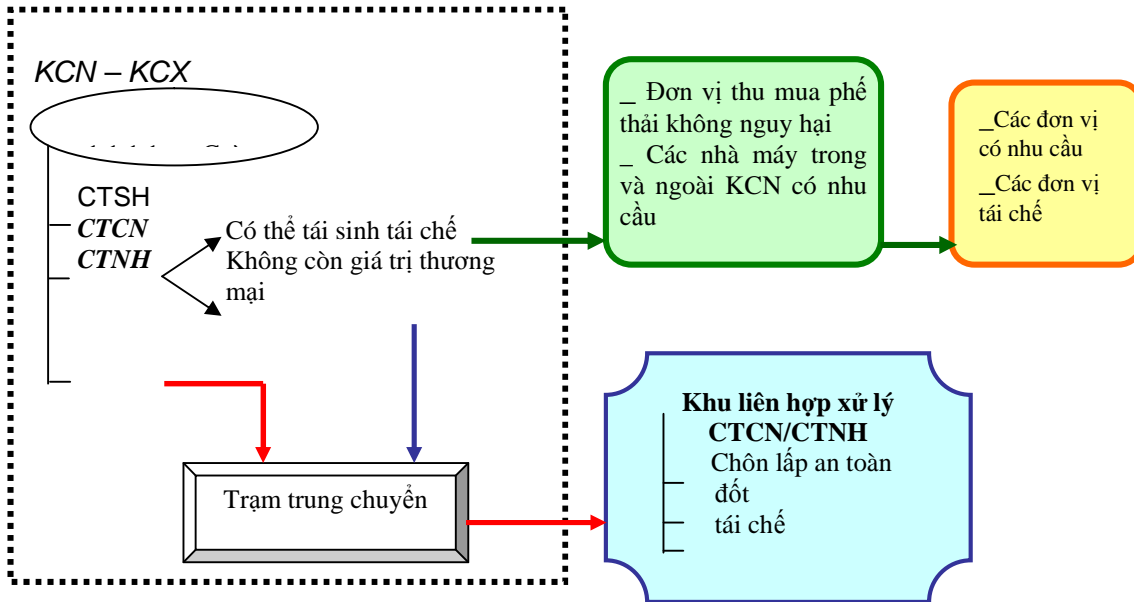 KCN – KCX
CTSH
CTCN
CTNH
Có thể tái sinh tái chế
Không còn giá trị thương
mại
Trạm trung chuyển
_ Đơn vị thu mua phế
thải không nguy hại
_ Các nhà máy trong
và ngoài KCN có nhu
cầu
_Các đơn vị
có nhu cầu
_Các đơn vị
tái chế
Khu liên hợp xử lý
CTCN/CTNH
Chôn lấp an toàn
đốt
tái chế